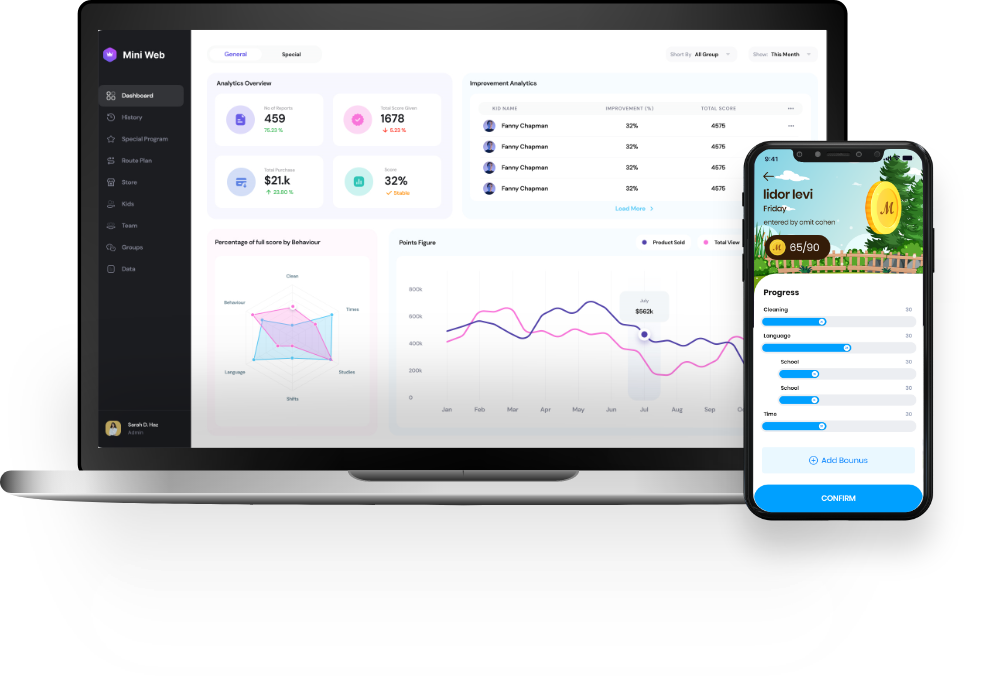 Mini Web
Dashboard
History
Special Program
Route Plan
Store
Kids
Team
Groups
Data
Sarah D. Has
Admin
General
Special
Short By All Group
Show: This Month
Analytics Overview
No of Reports
459
Total Score Given
1678
5.22 %
Total Purchase
$21.k
23.80 %
Score
32%
Stable
Improvement Analytics
KID NAME IMPROVEMENT (%) TOTAL SCORE
Fanny Chapman 32% 4575
Fanny Chapman 32% 4575
Fanny Chapman 32% 4575
Fanny Chapman 32% 4575
Load More
Percentage of full score by Behaviour
Clean
Times
Studies
Shifts
Language
Behaviour
Points Figure
Product Sold
Total View
800k
600k
400k
200k
0
July
$562k
Jan Feb Mar Apr May Jun Jul Aug Sep
9:41
lidor levi
Friday
entered by amit cohen
M
M 65/90
Progress
Cleaning 30
Language 30
School 30
School 30
Time 30
Add Bounus
CONFIRM